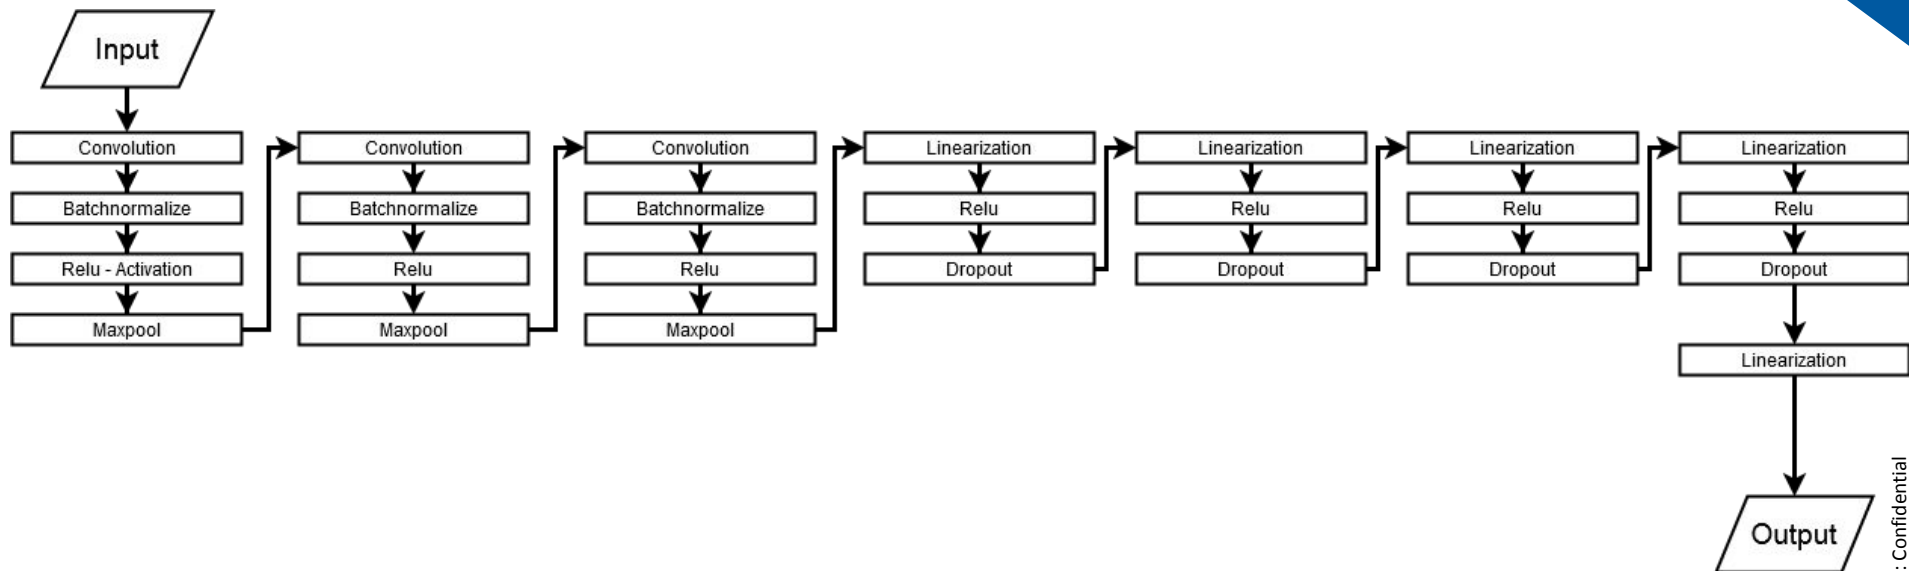 Input
Convolution
Batchnormalize
Relu - Activation
Maxpool
Convolution
Batchnormalize
Relu
Maxpool
Convolution
Batchnormalize
Relu
Maxpool
Linearization
Relu
Dropout
Linearization
Relu
Dropout
Linearization
Relu
Dropout
Linearization
Relu
Dropout
Linearization
Output
: Confidential